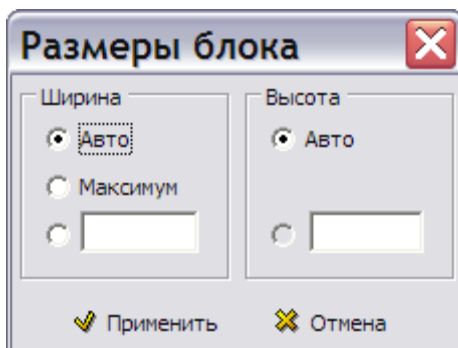 Размеры блока
Ширина
Высота
Авто
Авто
Максимум
Применить
Отмена